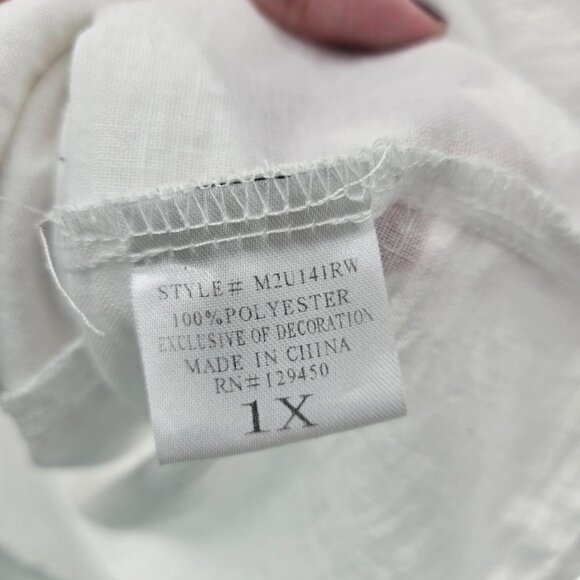 STYLE# M2U141RW
100%POLYESTER
EXCLUSIVE OF DECORATION
MADE IN CHINA
RN#129450
1X